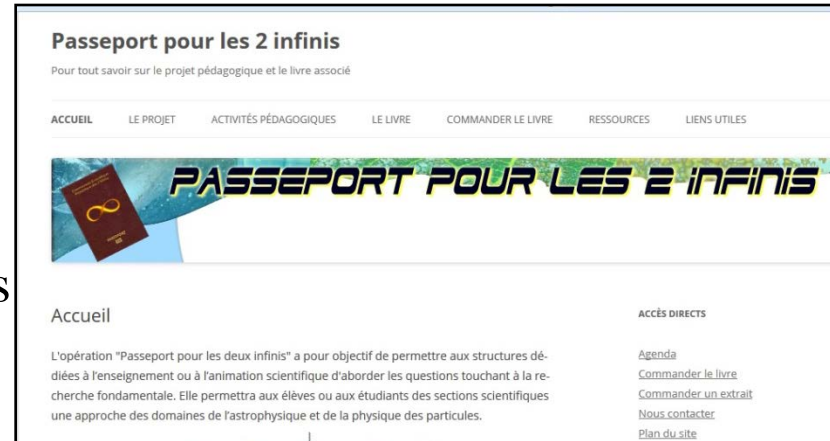 Passeport pour les 2 infinis
Pour tout savoir sur le projet pédagogique et le livre associé
ACCUEIL LE PROJET ACTIVITÉS PÉDAGOGIQUES LE LIVRE COMMANDER LE LIVRE RESSOURCES LIENS UTILES
PASSEPORT POUR LES 2 INFINIS
s
Accueil
L'opération "Passeport pour les deux infinis" a pour objectif de permettre aux structures dé-
diées à l'enseignement ou à l'animation scientifique d'aborder les questions touchant à la re-
cherche fondamentale. Elle permettra aux élèves ou aux étudiants des sections scientifiques
une approche des domaines de l'astrophysique et de la physique des particules.
ACCÈS DIRECTS
Agenda
Commander le livre
Commander un extrait
Nous contacter
Plan du site